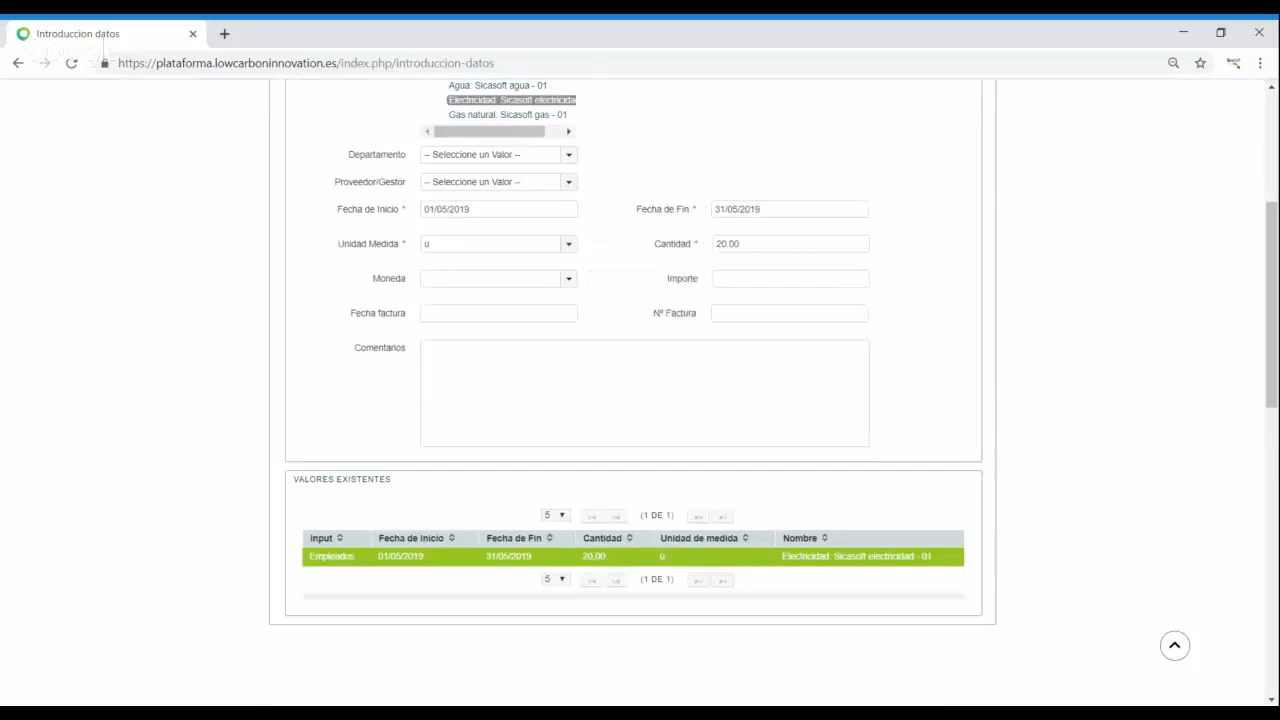 Introduccion datos
https://plataforma.lowcarboninnovation.es/index.php/introduccion-datos
Agua: Sicasoft agua - 01
Electricidad: Sicasoft electricida
Gas natural: Sicasoft gas - 01
Departamento -- Seleccione un Valor --
Proveedor/Gestor -- Seleccione un Valor --
Fecha de Inicio * 01/05/2019 Fecha de Fin * 31/05/2019
Unidad Medida * u Cantidad * 20.00
Moneda Importe
Fecha factura Nº Factura
Comentarios
VALORES EXISTENTES
5 (1 DE 1)
Input Fecha de Inicio Fecha de Fin Cantidad Unidad de medida Nombre
Empleados 01/05/2019 31/05/2019 20,00 u Electricidad: Sicasoft electricidad - 01
5 (1 DE 1)